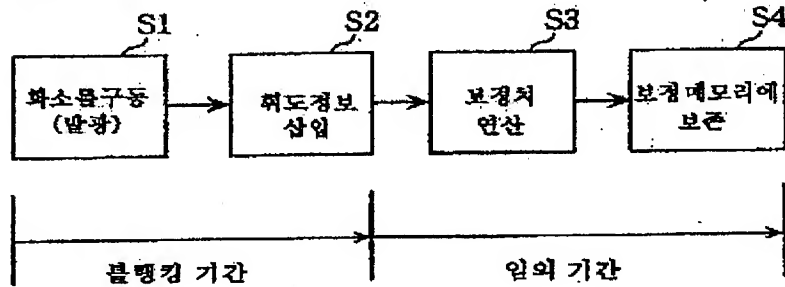 S1
S2
S3
S4
화소를구동
(발광)
휘도정보
삽입
보정치
연산
보정메모리에
보존
블랭킹 기간
임의 기간